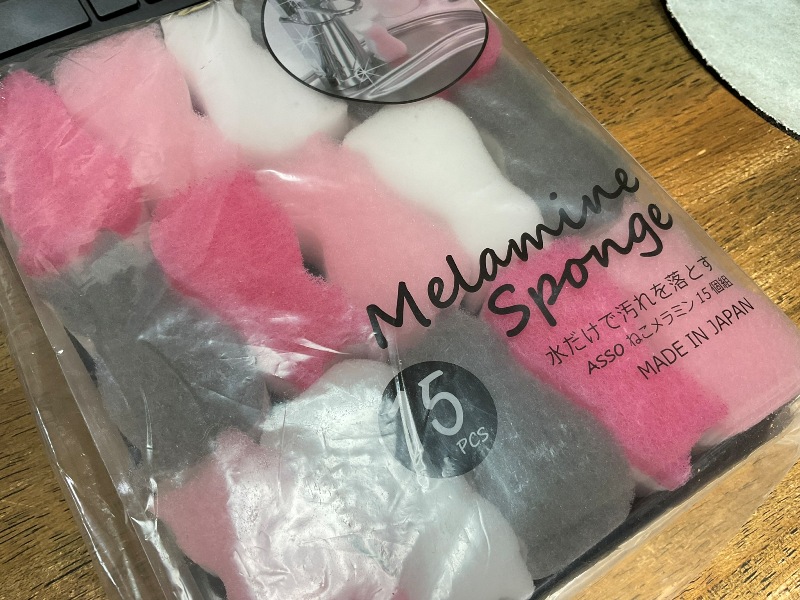 Melamine
Sponge
水だけで汚れを落とす
ASSO ねこメラミン 15個組
MADE IN JAPAN
15
PCS